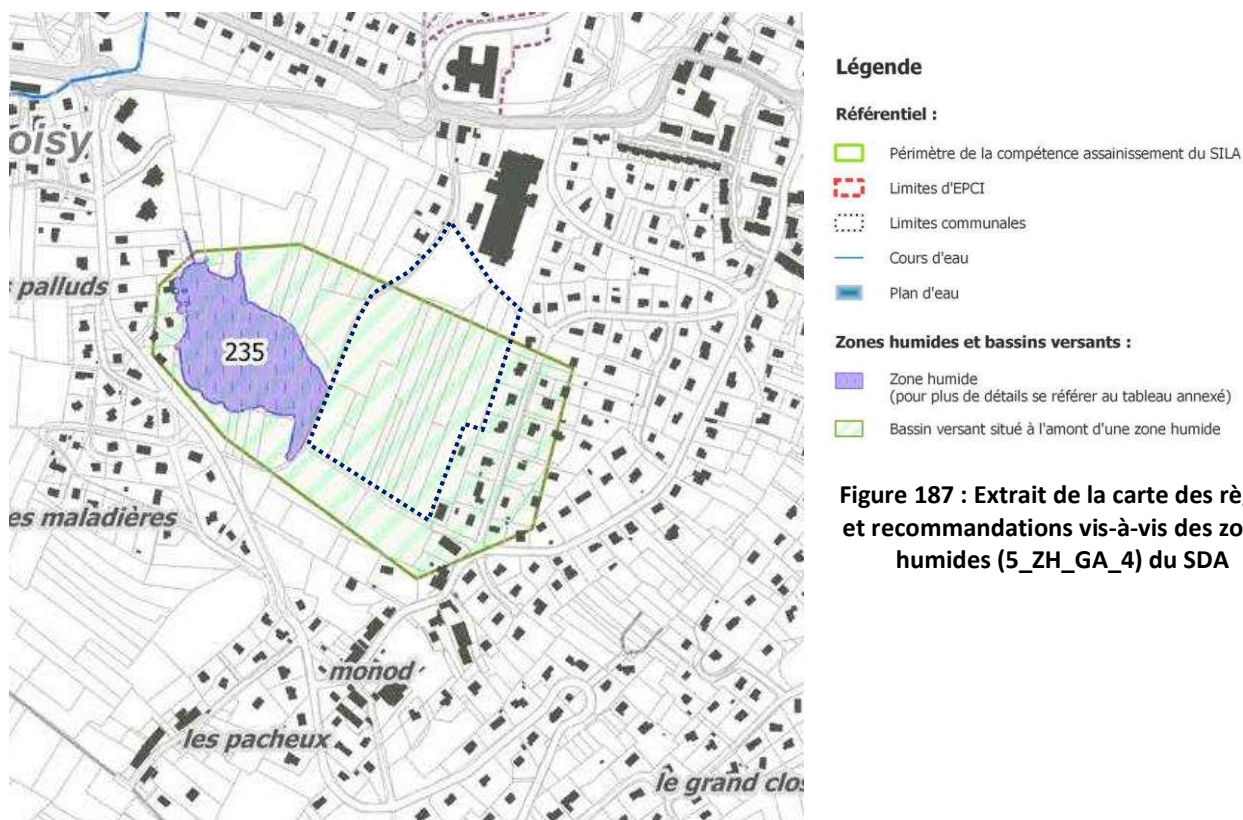 oisy
palluds
235
es maladières
monod
les pacheux
le grand clos
Légende
Référentiel :
Périmètre de la compétence assainissement du SILA
Limites d'EPCI
Limites communales
Cours d'eau
Plan d'eau
Zones humides et bassins versants :
Zone humide
(pour plus de détails se référer au tableau annexé)
Bassin versant situé à l'amont d'une zone humide
Figure 187 : Extrait de la carte des rè
et recommandations vis-à-vis des zo
humides (5_ZH_GA_4) du SDA